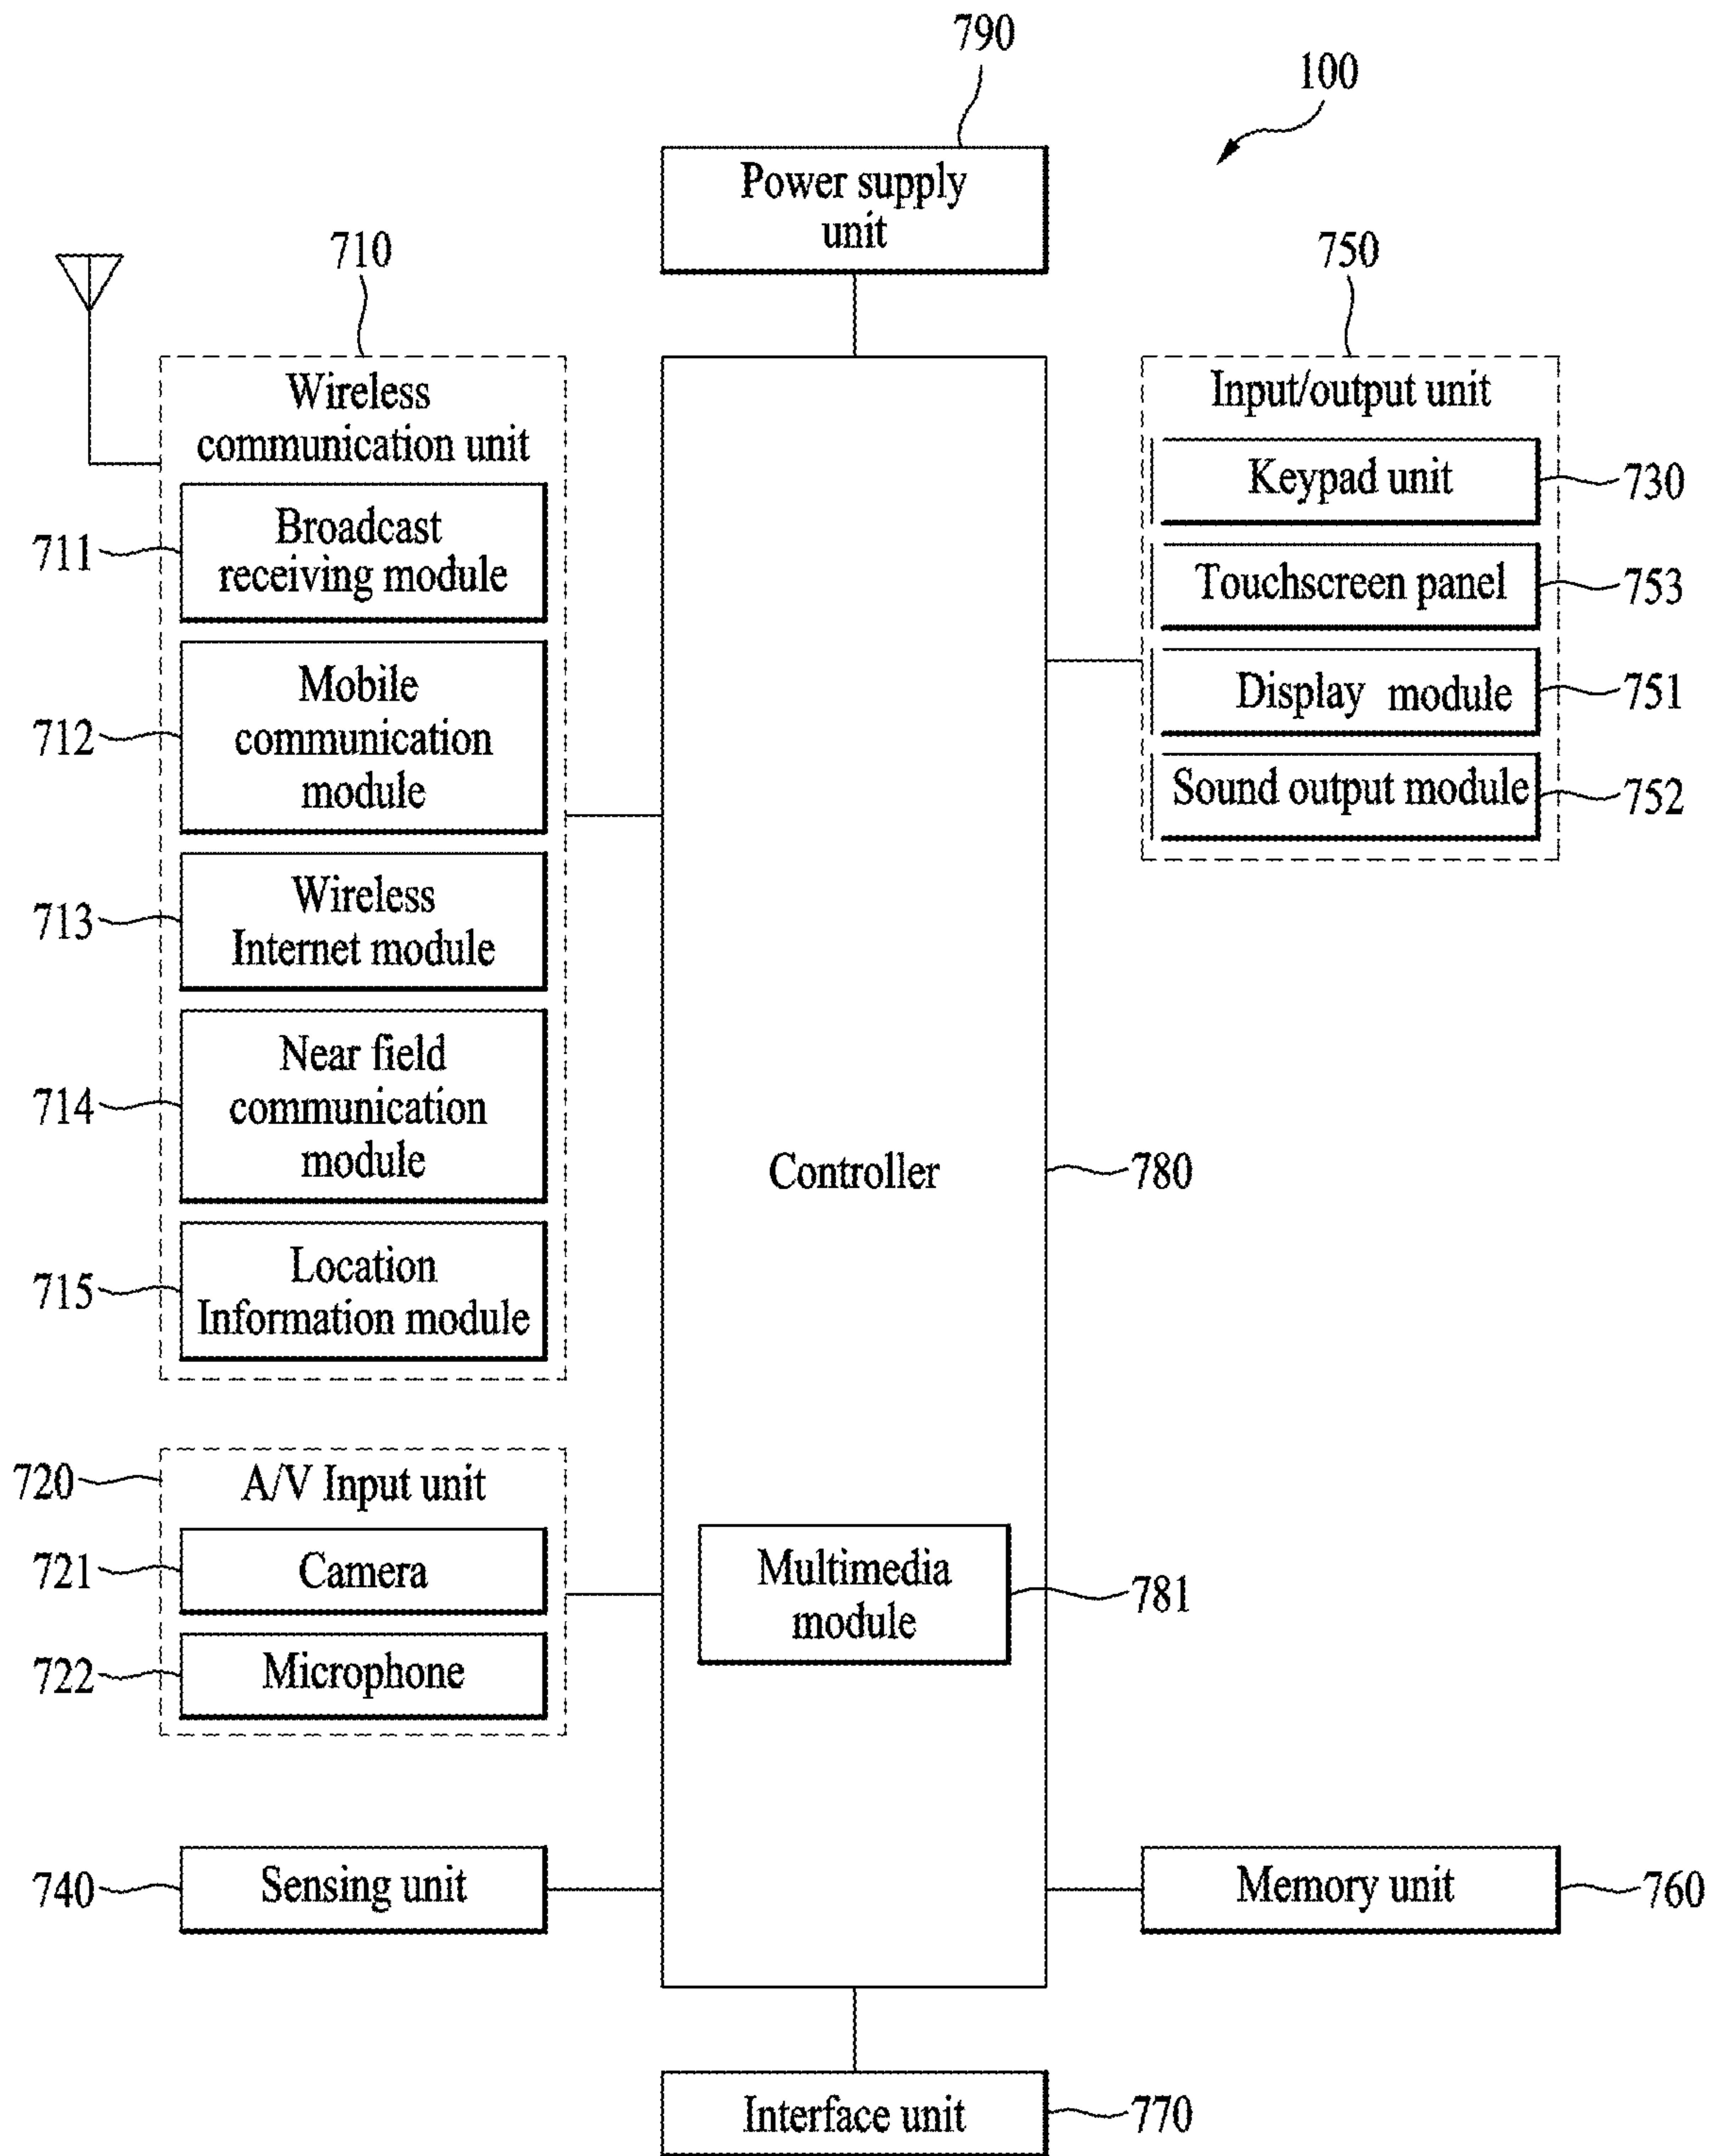 790
100
Power supply
unit
710
750
Wireless
communication unit
Input/output unit
Keypad unit
730
Broadcast
receiving module
711
Touchscreen panel
753
Mobile
communication
module
712
Display module
751
Sound output module
752
Wireless
Internet module
713
Near field
communication
module
714
Controller
780
Location
Information module
715
720
A/V Input unit
721
Camera
Multimedia
module
781
722
Microphone
740
Sensing unit
Memory unit
760
Interface unit
770